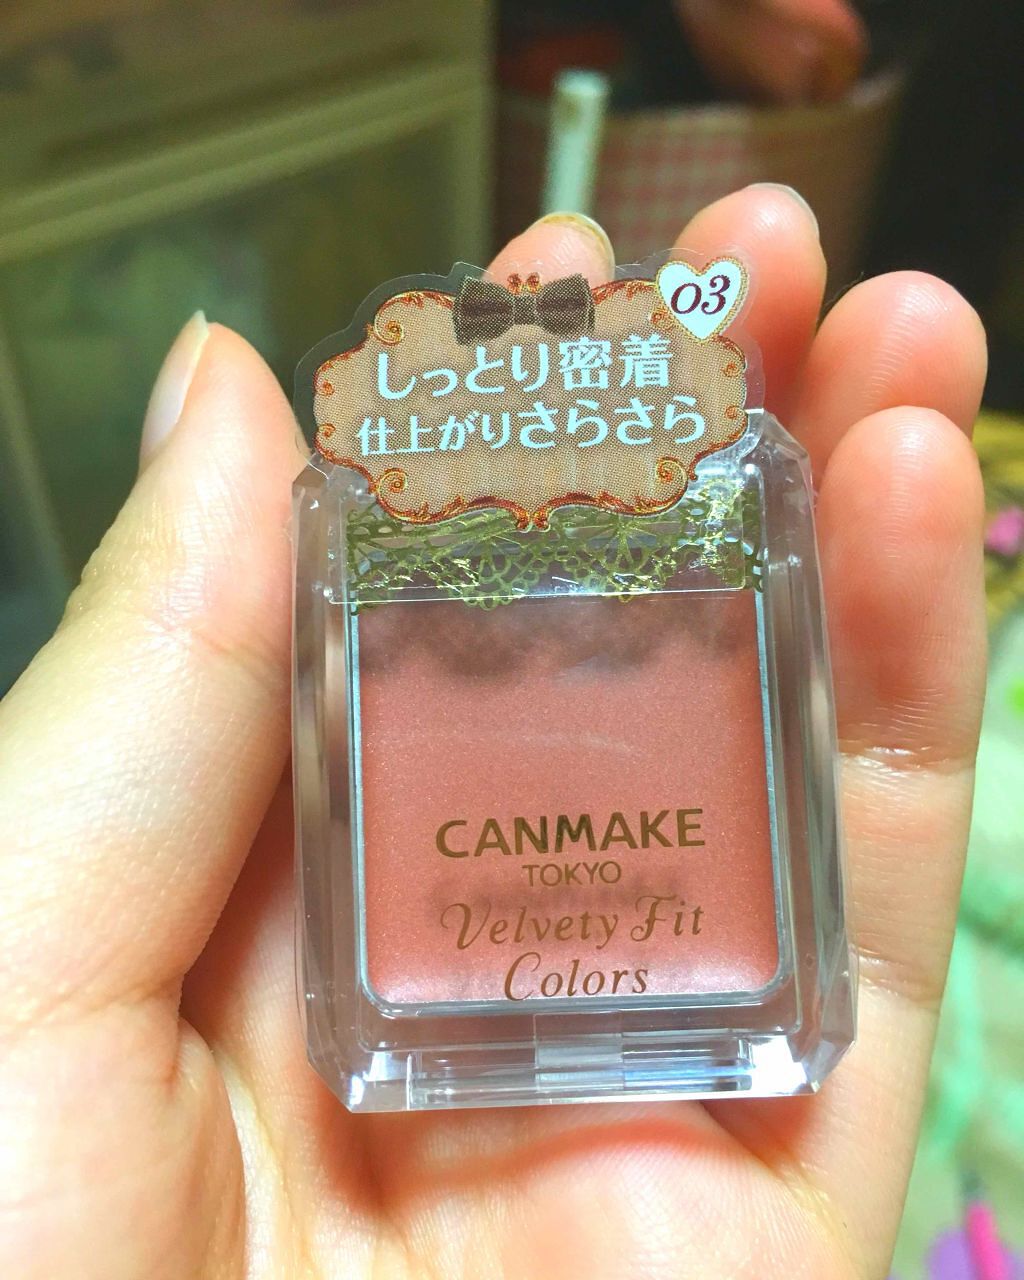 03
しっとり密着
仕上がりさらさら
CANMAKE
TOKYO
Velvety Fit
Colors